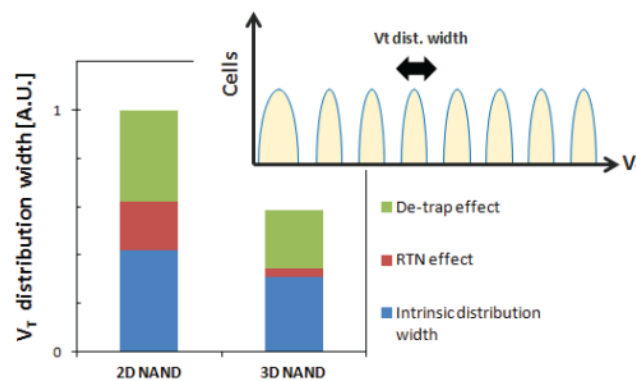 Vt dist. width
Cells
V
V_T distribution width [A.U.]
1
0
De-trap effect
RTN effect
Intrinsic distribution
width
2D NAND
3D NAND